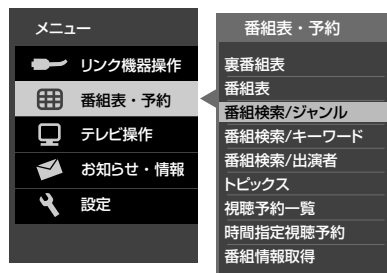 メニュー
リンク機器操作
番組表・予約
テレビ操作
お知らせ・情報
設定
番組表・予約
裏番組表
番組表
番組検索/ジャンル
番組検索/キーワード
番組検索/出演者
トピックス
視聴予約一覧
時間指定視聴予約
番組情報取得